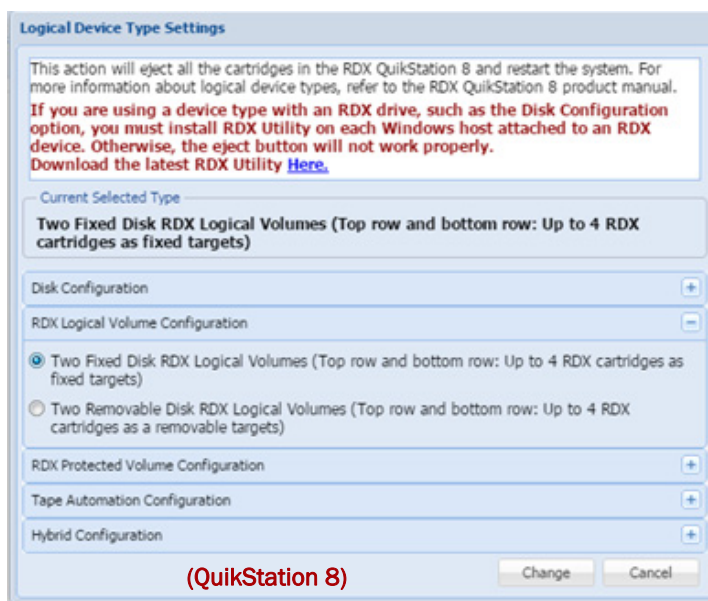 Logical Device Type Settings
This action will eject all the cartridges in the RDX QuikStation 8 and restart the system. For
more information about logical device types, refer to the RDX QuikStation 8 product manual.
If you are using a device type with an RDX drive, such as the Disk Configuration
option, you must install RDX Utility on each Windows host attached to an RDX
device. Otherwise, the eject button will not work properly.
Download the latest RDX Utility Here.
Current Selected Type
Two Fixed Disk RDX Logical Volumes (Top row and bottom row: Up to 4 RDX
cartridges as fixed targets)
Disk Configuration
RDX Logical Volume Configuration
Two Fixed Disk RDX Logical Volumes (Top row and bottom row: Up to 4 RDX cartridges as
fixed targets)
Two Removable Disk RDX Logical Volumes (Top row and bottom row: Up to 4 RDX
cartridges as a removable targets)
RDX Protected Volume Configuration
Tape Automation Configuration
Hybrid Configuration
(QuikStation 8)
Change
Cancel